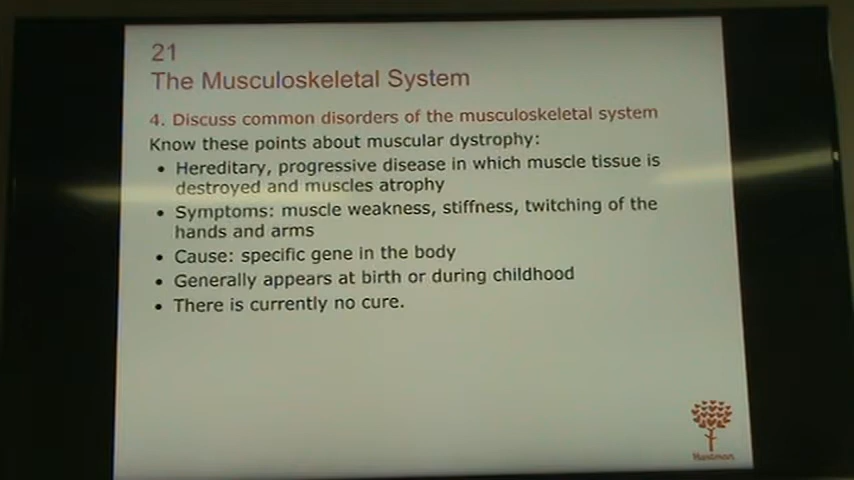 21
The Musculoskeletal System
4. Discuss common disorders of the musculoskeletal system
Know these points about muscular dystrophy:
• Hereditary, progressive disease in which muscle tissue is
destroyed and muscles atrophy
• Symptoms: muscle weakness, stiffness, twitching of the
hands and arms
• Cause: specific gene in the body
• Generally appears at birth or during childhood
• There is currently no cure.
Hartman